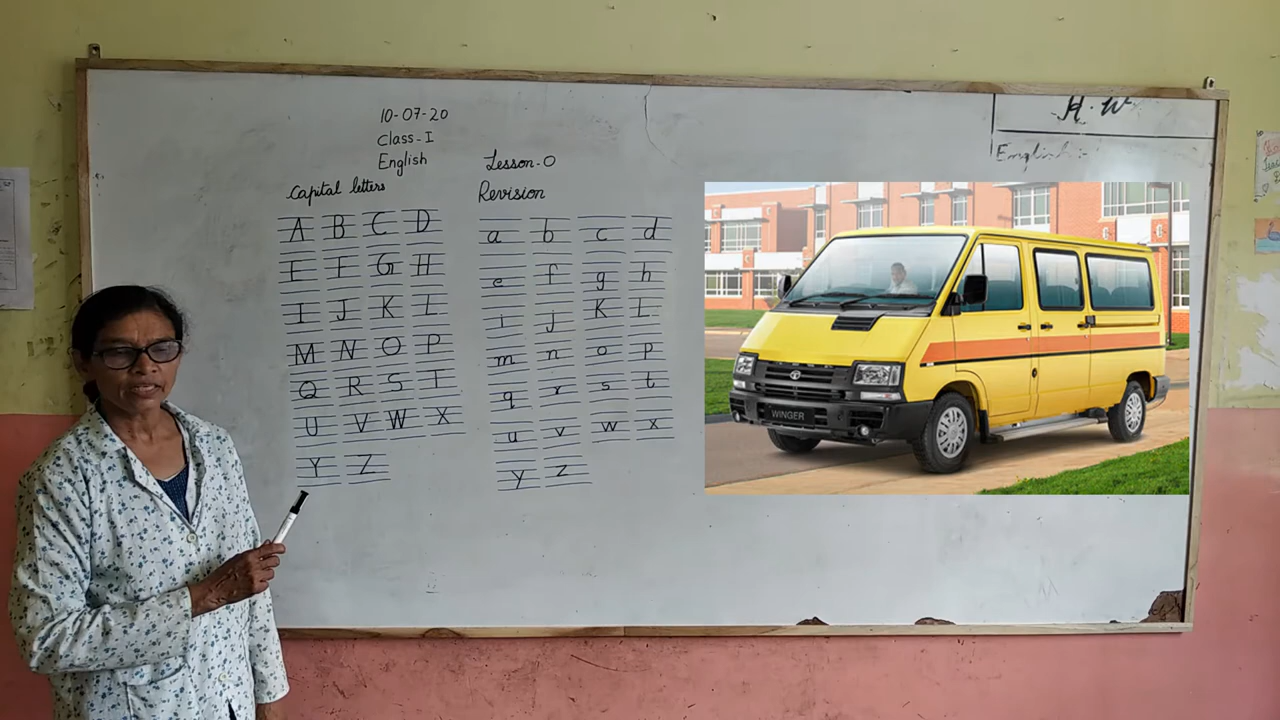 10-07-20
Class-I
English
Lesson-0
Capital letters
Revision
A B C D
E F G H
I J K L
M N O P
Q R S T
U V W X
Y Z
a b c d
e f g h
i j K L
m n o p
q r s t
u v w x
y z
H.W
English:-
WINGER